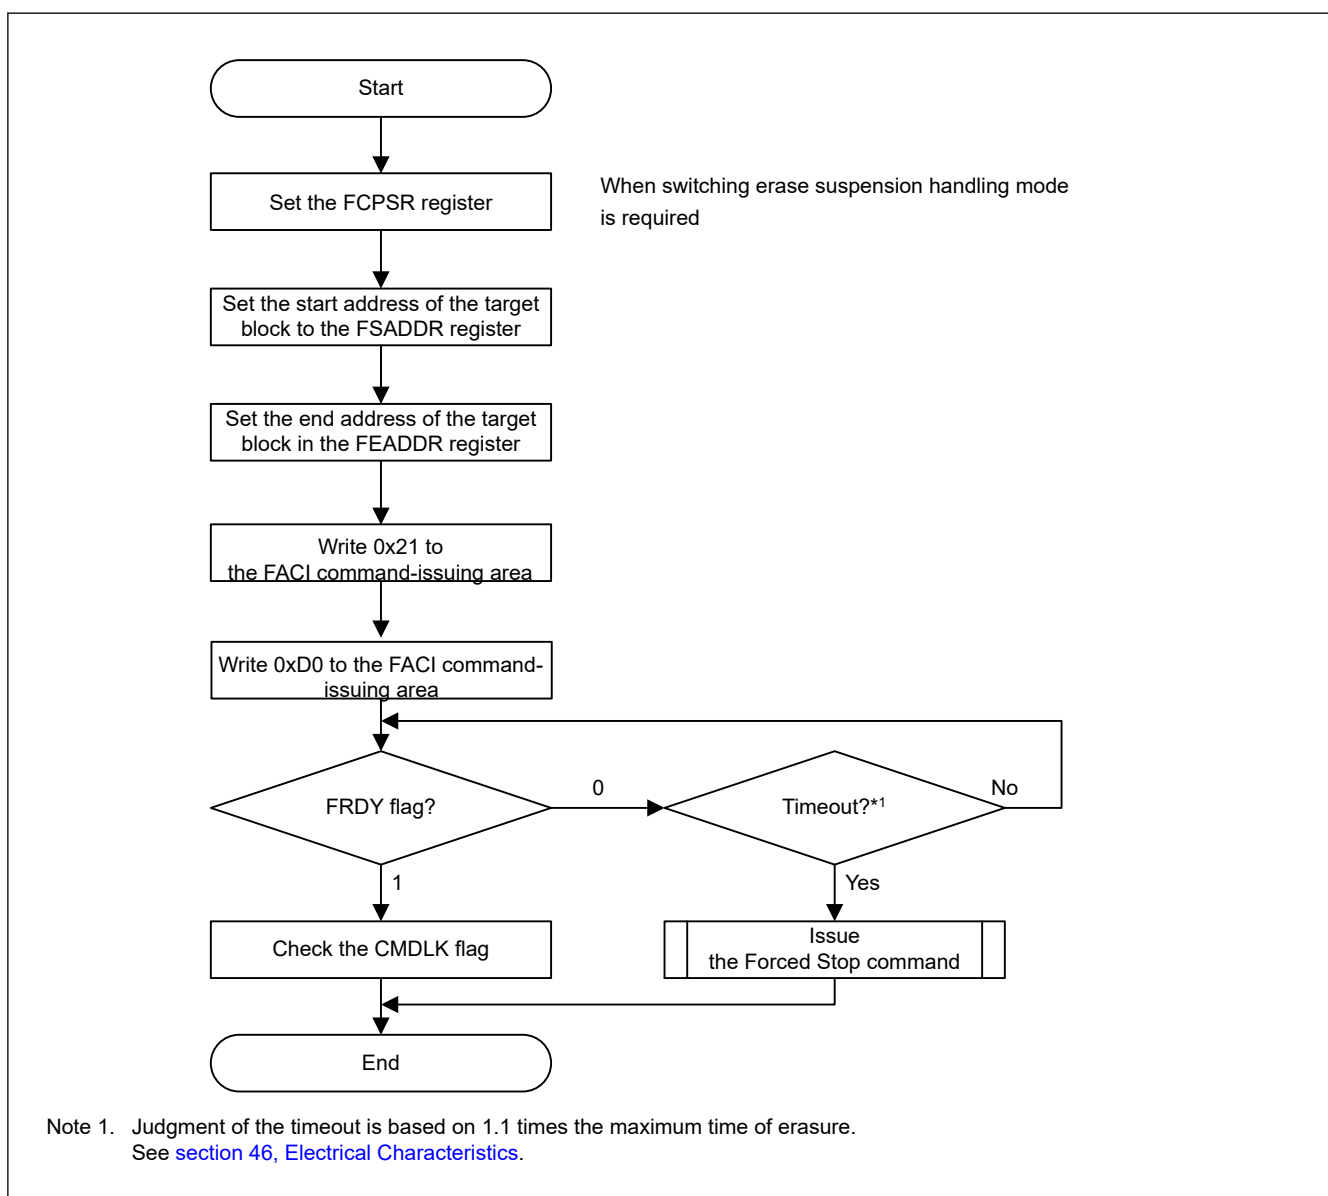 Start
Set the FCPSR register
When switching erase suspension handling mode
is required
Set the start address of the target
block to the FSADDR register
Set the end address of the target
block in the FEADDR register
Write 0x21 to
the FACI command-issuing area
Write 0xD0 to the FACI command-
issuing area
FRDY flag?
0
Timeout?*1
No
1
Yes
Check the CMDLK flag
Issue
the Forced Stop command
End
Note 1. Judgment of the timeout is based on 1.1 times the maximum time of erasure.
See section 46, Electrical Characteristics.